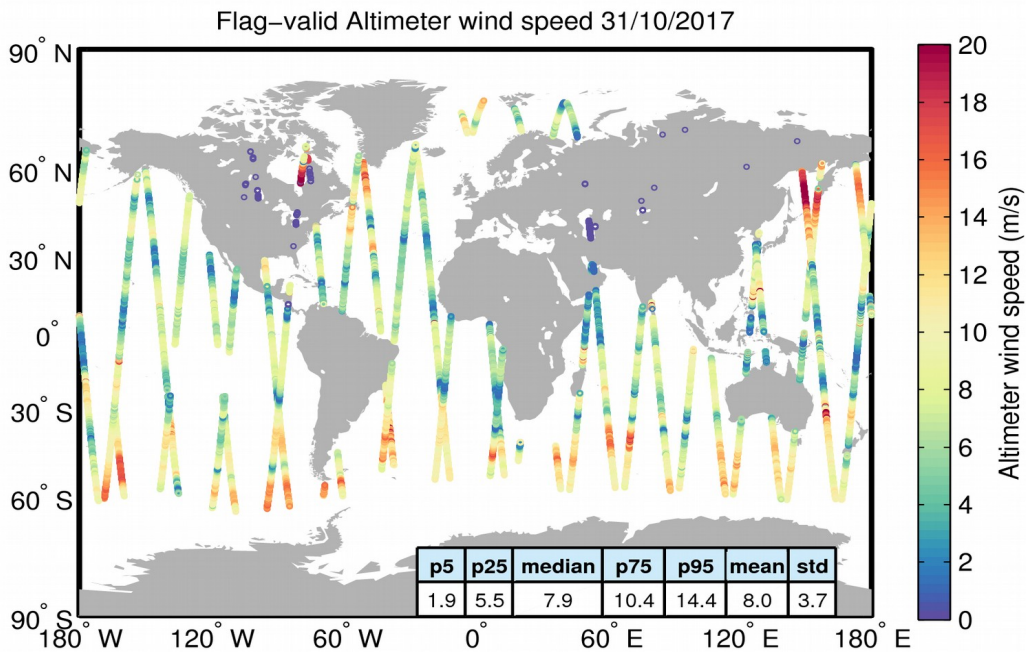 Flag−valid Altimeter wind speed 31/10/2017
90° N
60° N
30° N
0°
30° S
60° S
90° S
180° W
120° W
60° W
0°
60° E
120° E
180° E
p5 p25 median p75 p95 mean std
1.9 5.5 7.9 10.4 14.4 8.0 3.7
20
18
16
14
12
10
8
6
4
2
0
Altimeter wind speed (m/s)